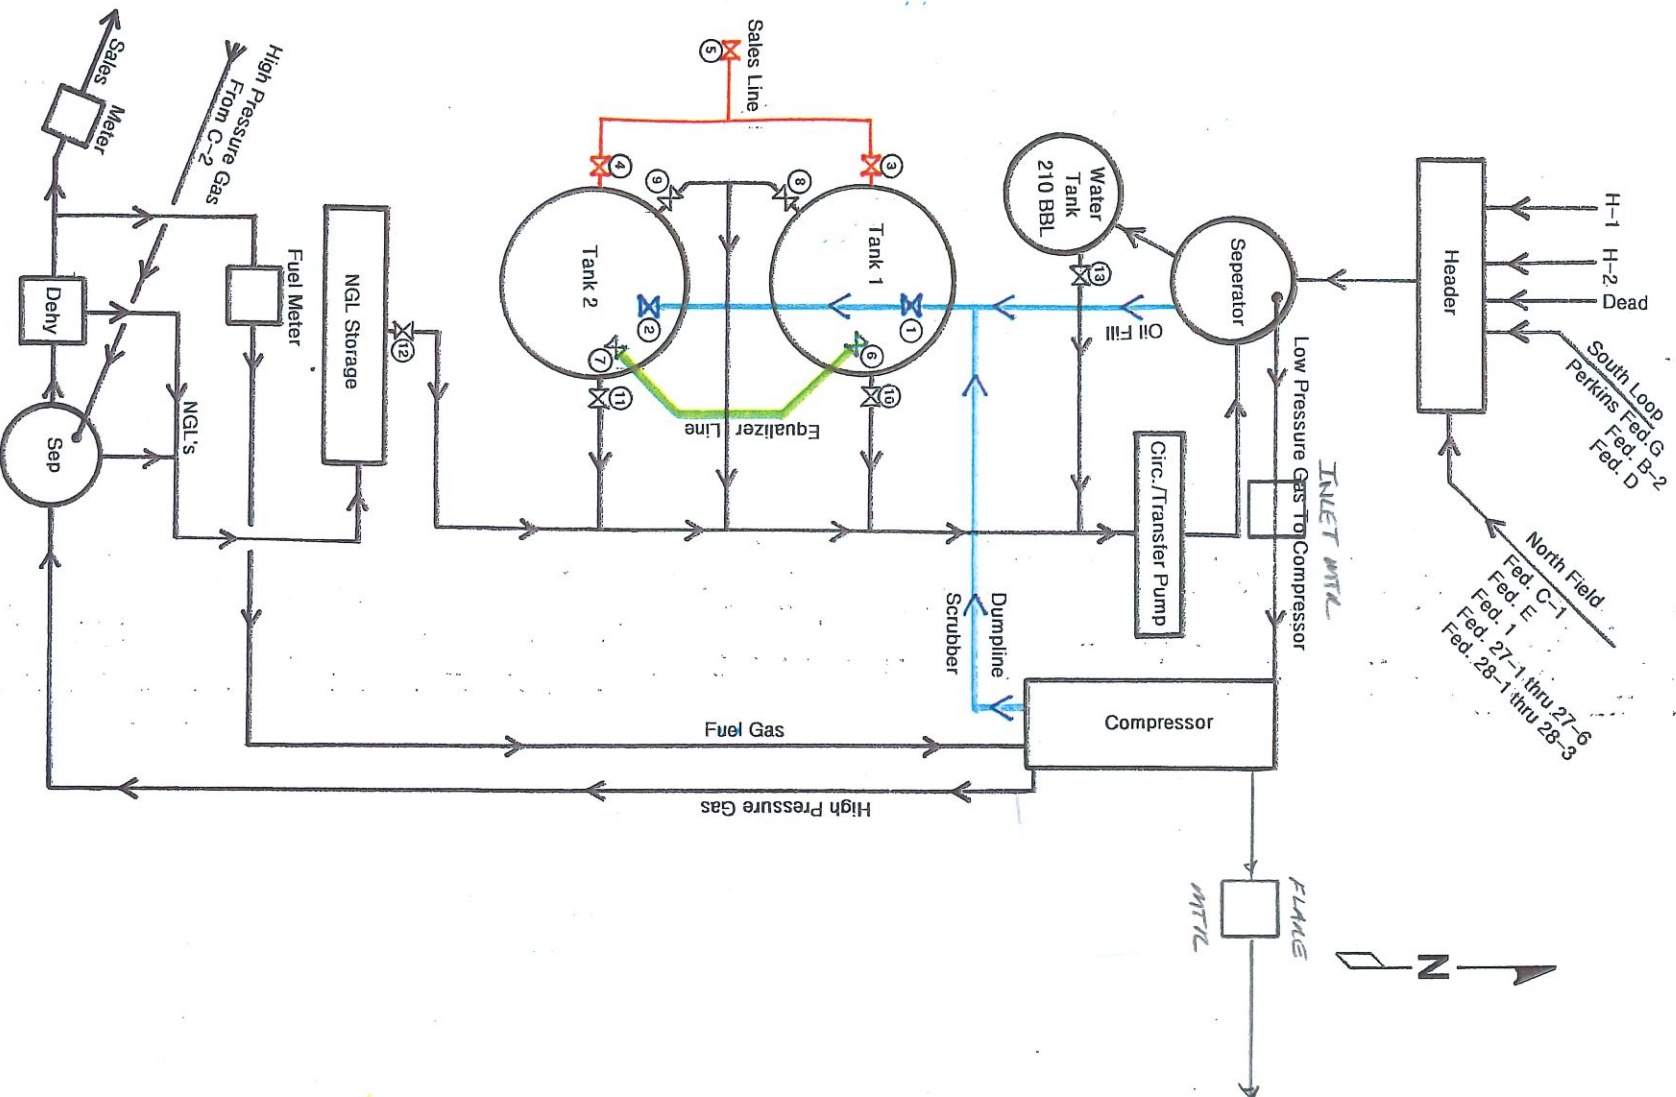 H-1
H-2
Dead
South Loop
Perkins Fed.G
Fed. B-2
Fed. D
North Field
Fed. C-1
Fed. E
Fed. 1
Fed. 27-1 thru 27-6
Fed. 28-1 thru 28-3
Header
Seperator
Low Pressure Gas To Compressor
INLET MTR
Water
Tank
210 BBL
13
Oil Fill
Circ./Transfer Pump
Compressor
Dumpline
Scrubber
FLARE
MTR
N
Sales Line
5
3
4
8
9
Tank 1
1
6
10
Tank 2
2
7
11
Equalizer Line
NGL Storage
12
Fuel Meter
Fuel Gas
High Pressure Gas
High Pressure Gas
From C-2
NGL's
Dehy
Sep
Meter
Sales